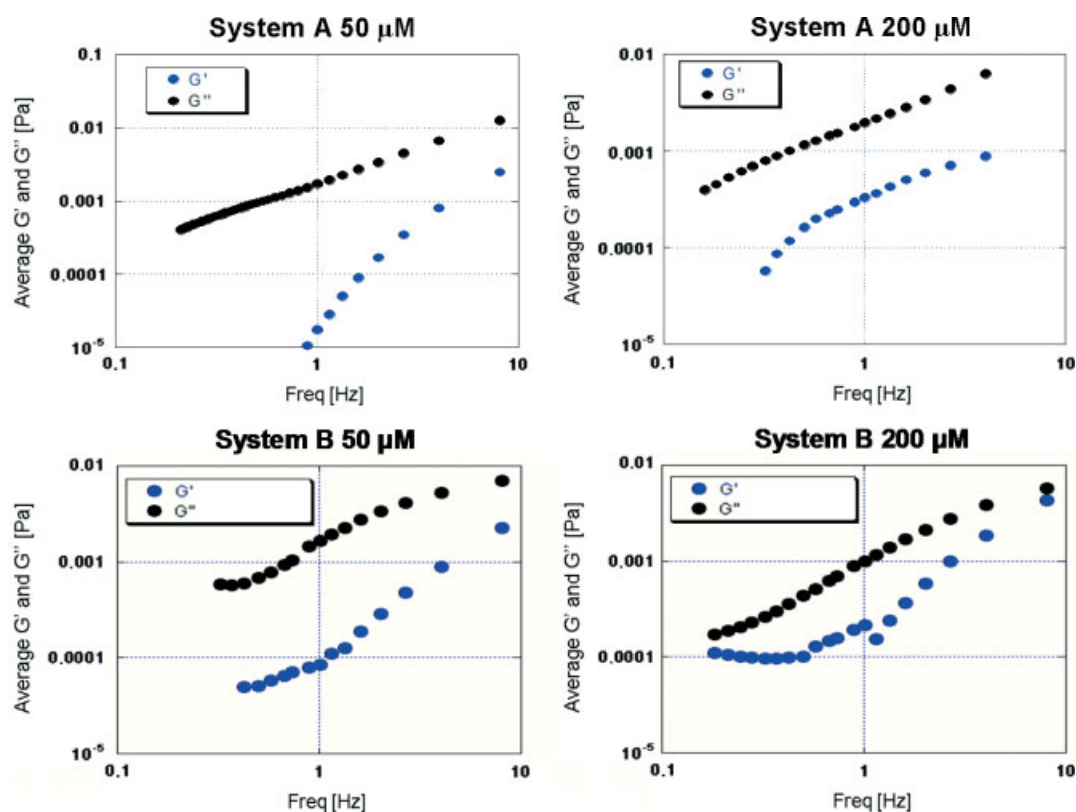 System A 50 µM
Average G' and G'' [Pa]
0.1
0.01
0.001
0.0001
10-5
G'
G''
0.1
1
10
Freq [Hz]
System A 200 µM
Average G' and G'' [Pa]
0.01
0.001
0.0001
10-5
G'
G''
0.1
1
10
Freq [Hz]
System B 50 µM
Average G' and G'' [Pa]
0.01
0.001
0.0001
10-5
G'
G"
0.1
1
10
Freq [Hz]
System B 200 µM
Average G' and G'' [Pa]
0.01
0.001
0.0001
10-5
G'
G"
0.1
1
10
Freq [Hz]